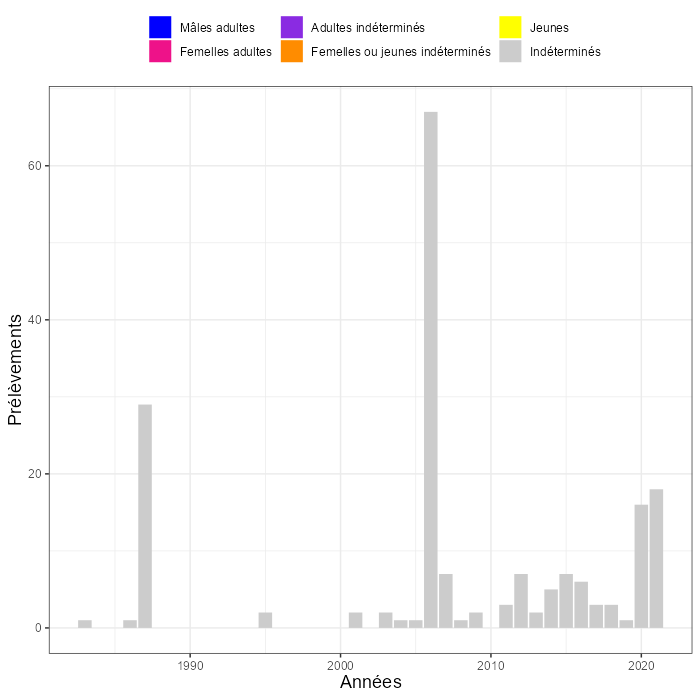 Mâles adultes Adultes indéterminés Jeunes
Femelles adultes Femelles ou jeunes indéterminés Indéterminés
60
40
20
0
Prélèvements
1990 2000 2010 2020
Années